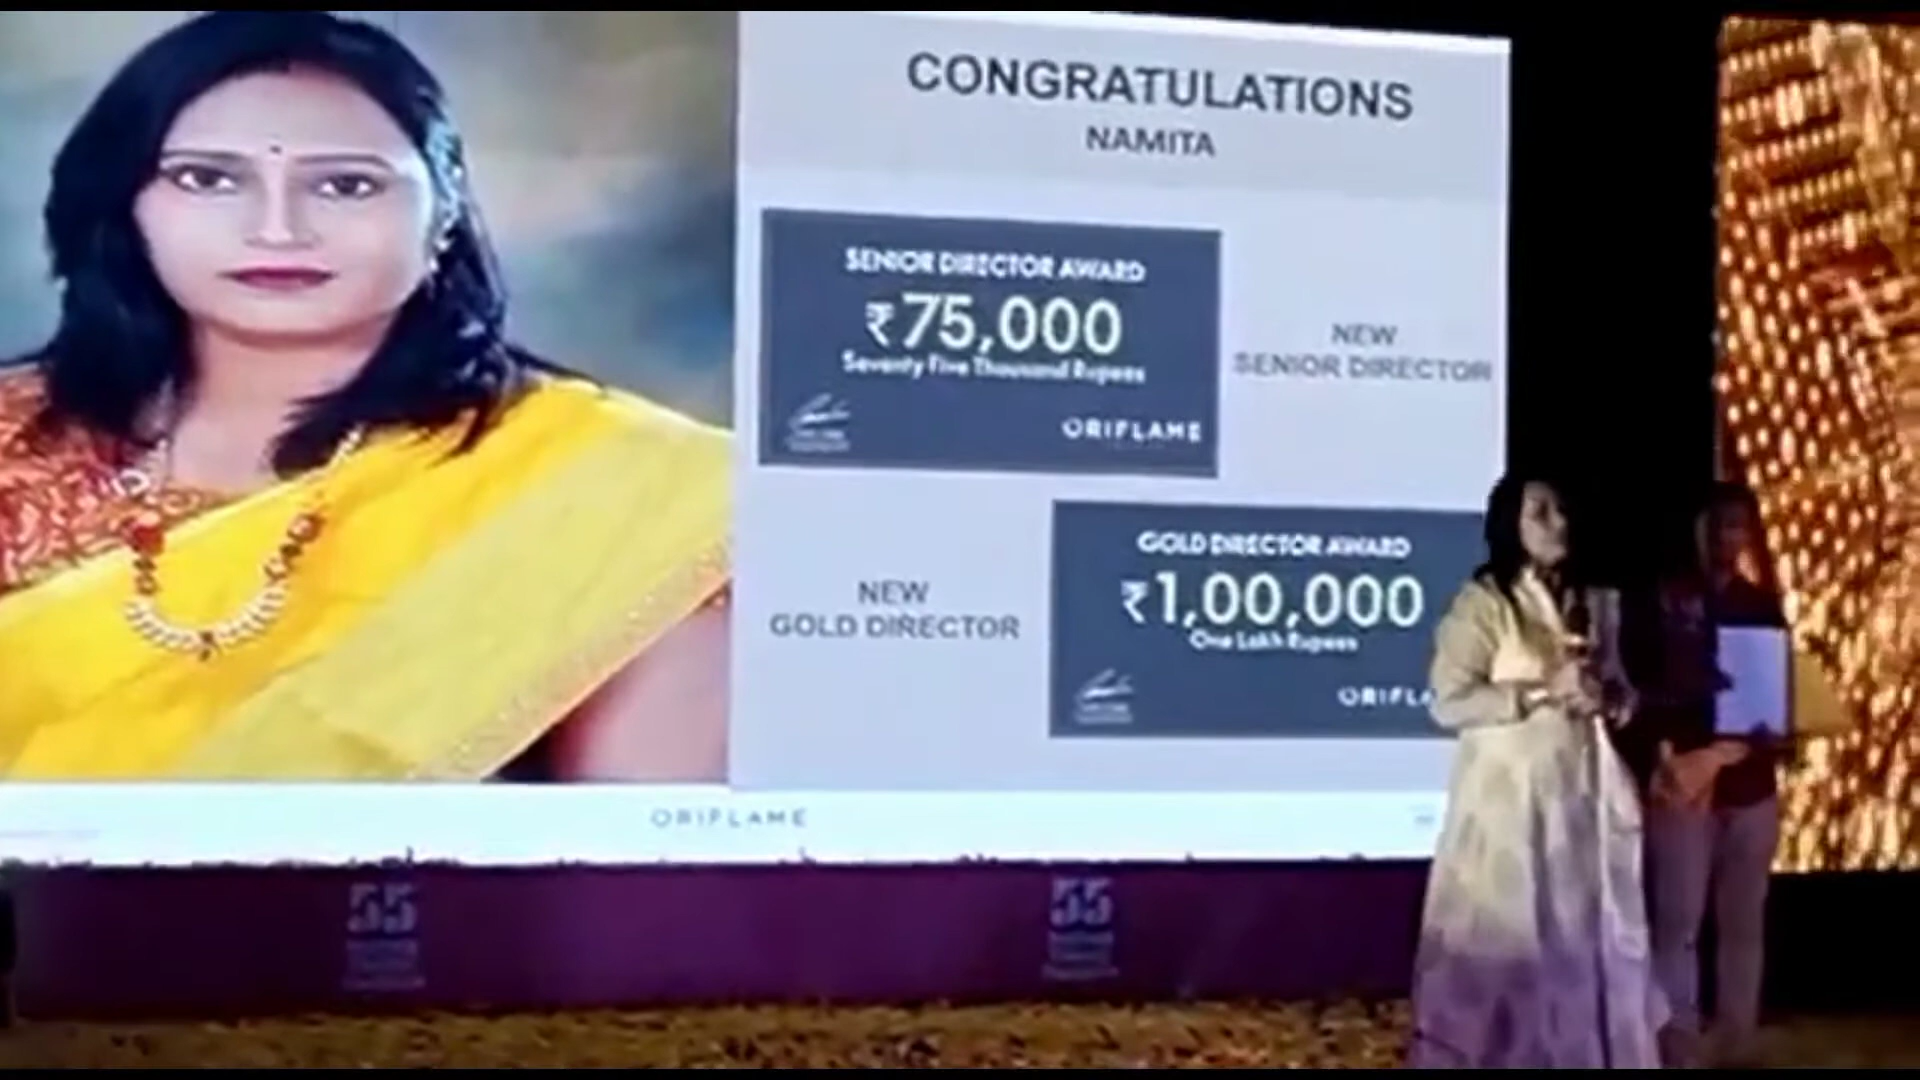 CONGRATULATIONS
NAMITA
SENIOR DIRECTOR AWARD
₹75,000
Seventy Five Thousand Rupees
ORIFLAME
NEW
SENIOR DIRECTOR
NEW
GOLD DIRECTOR
GOLD DIRECTOR AWARD
₹1,00,000
One Lakh Rupees
ORIFLA
ORIFLAME
55
55